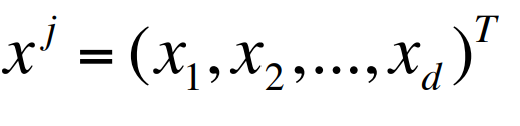 x^j = (x_1, x_2, ..., x_d)^T